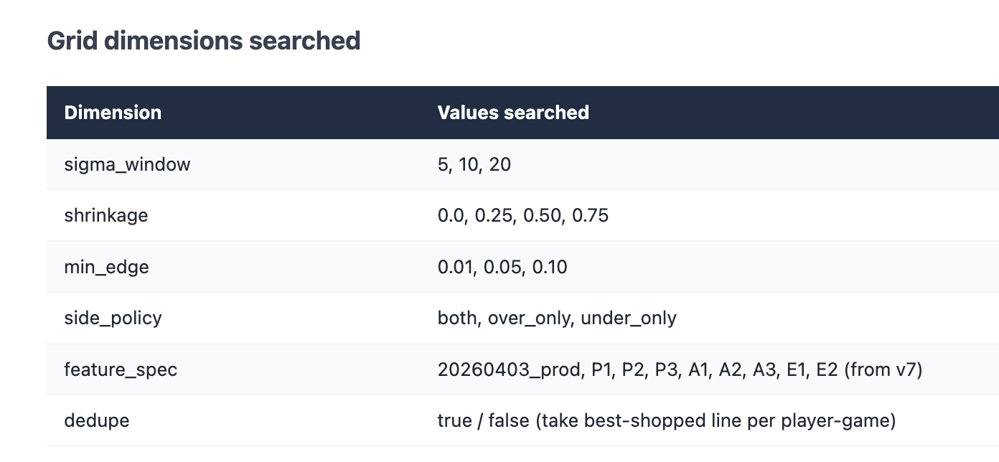 Grid dimensions searched
Dimension Values searched
sigma_window 5, 10, 20
shrinkage 0.0, 0.25, 0.50, 0.75
min_edge 0.01, 0.05, 0.10
side_policy both, over_only, under_only
feature_spec 20260403_prod, P1, P2, P3, A1, A2, A3, E1, E2 (from v7)
dedupe true / false (take best-shopped line per player-game)